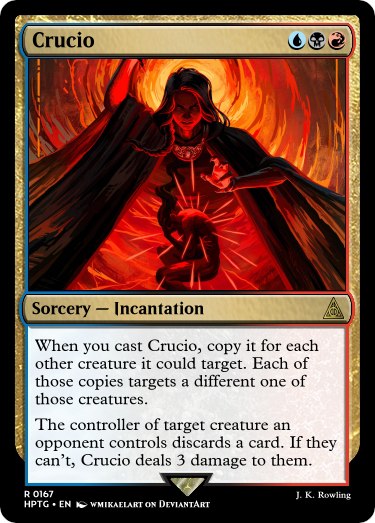 Crucio
Sorcery — Incantation
When you cast Crucio, copy it for each
other creature it could target. Each of
those copies targets a different one of
those creatures.
The controller of target creature an
opponent controls discards a card. If they
can't, Crucio deals 3 damage to them.
R 0167
HPTG • EN wmikaelart on DeviantArt
J. K. Rowling